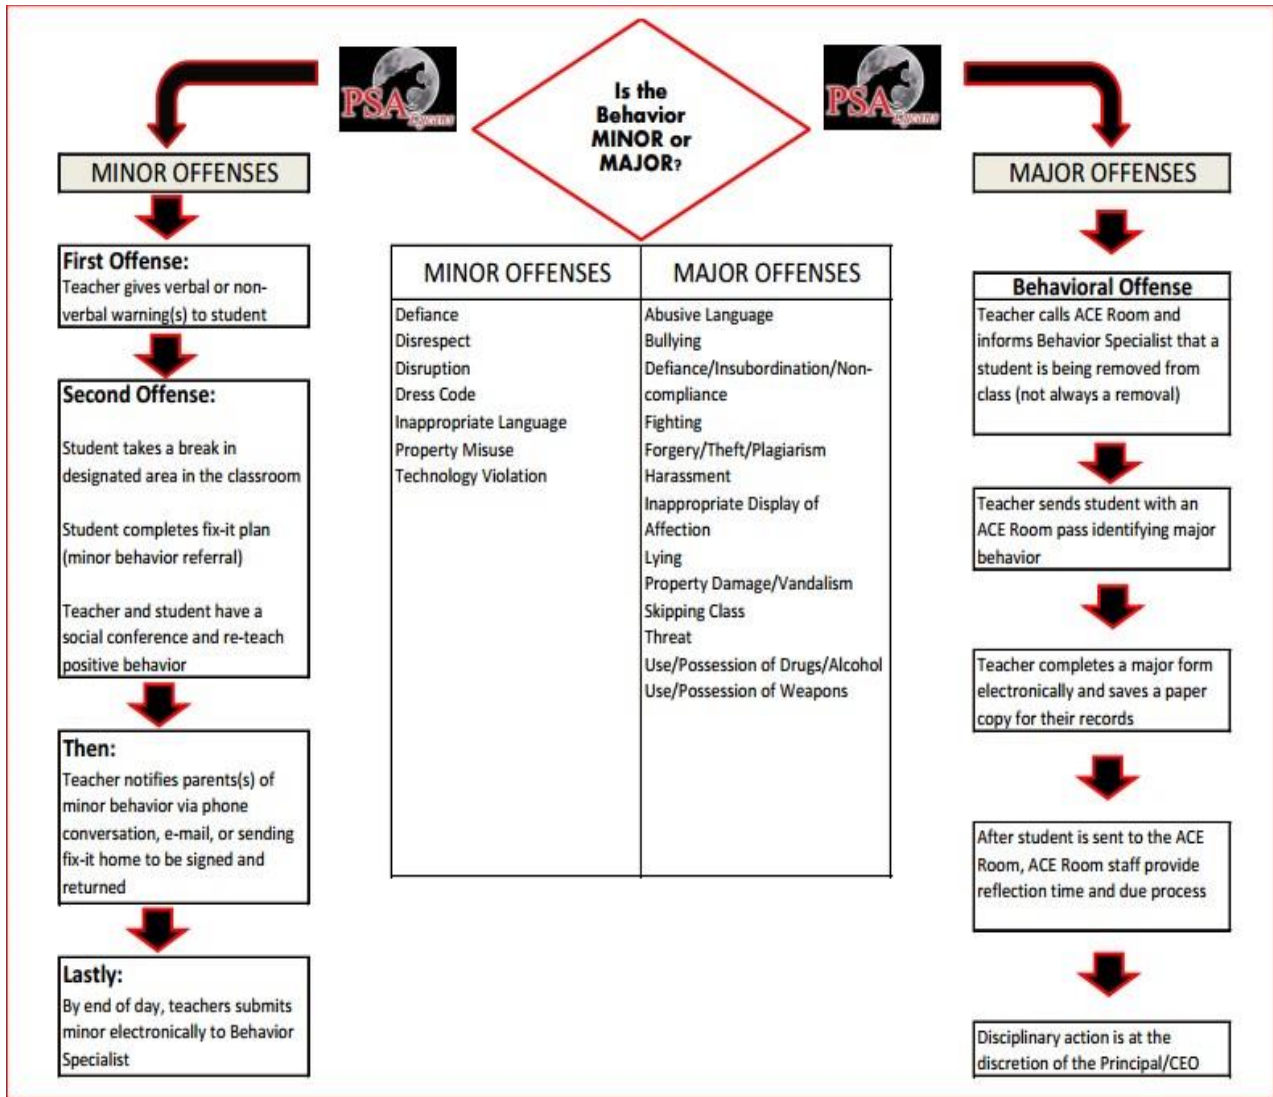 PSA
Lycans
Is the
Behavior
MINOR or
MAJOR?
PSA
Lycans
MINOR OFFENSES
First Offense:
Teacher gives verbal or non-
verbal warning(s) to student
Second Offense:
Student takes a break in
designated area in the classroom
Student completes fix-it plan
(minor behavior referral)
Teacher and student have a
social conference and re-teach
positive behavior
Then:
Teacher notifies parents(s) of
minor behavior via phone
conversation, e-mail, or sending
fix-it home to be signed and
returned
Lastly:
By end of day, teachers submits
minor electronically to Behavior
Specialist
MINOR OFFENSES
Defiance
Disrespect
Disruption
Dress Code
Inappropriate Language
Property Misuse
Technology Violation
MAJOR OFFENSES
Abusive Language
Bullying
Defiance/Insubordination/Non-
compliance
Fighting
Forgery/Theft/Plagiarism
Harassment
Inappropriate Display of
Affection
Lying
Property Damage/Vandalism
Skipping Class
Threat
Use/Possession of Drugs/Alcohol
Use/Possession of Weapons
MAJOR OFFENSES
Behavioral Offense
Teacher calls ACE Room and
informs Behavior Specialist that a
student is being removed from
class (not always a removal)
Teacher sends student with an
ACE Room pass identifying major
behavior
Teacher completes a major form
electronically and saves a paper
copy for their records
After student is sent to the ACE
Room, ACE Room staff provide
reflection time and due process
Disciplinary action is at the
discretion of the Principal/CEO